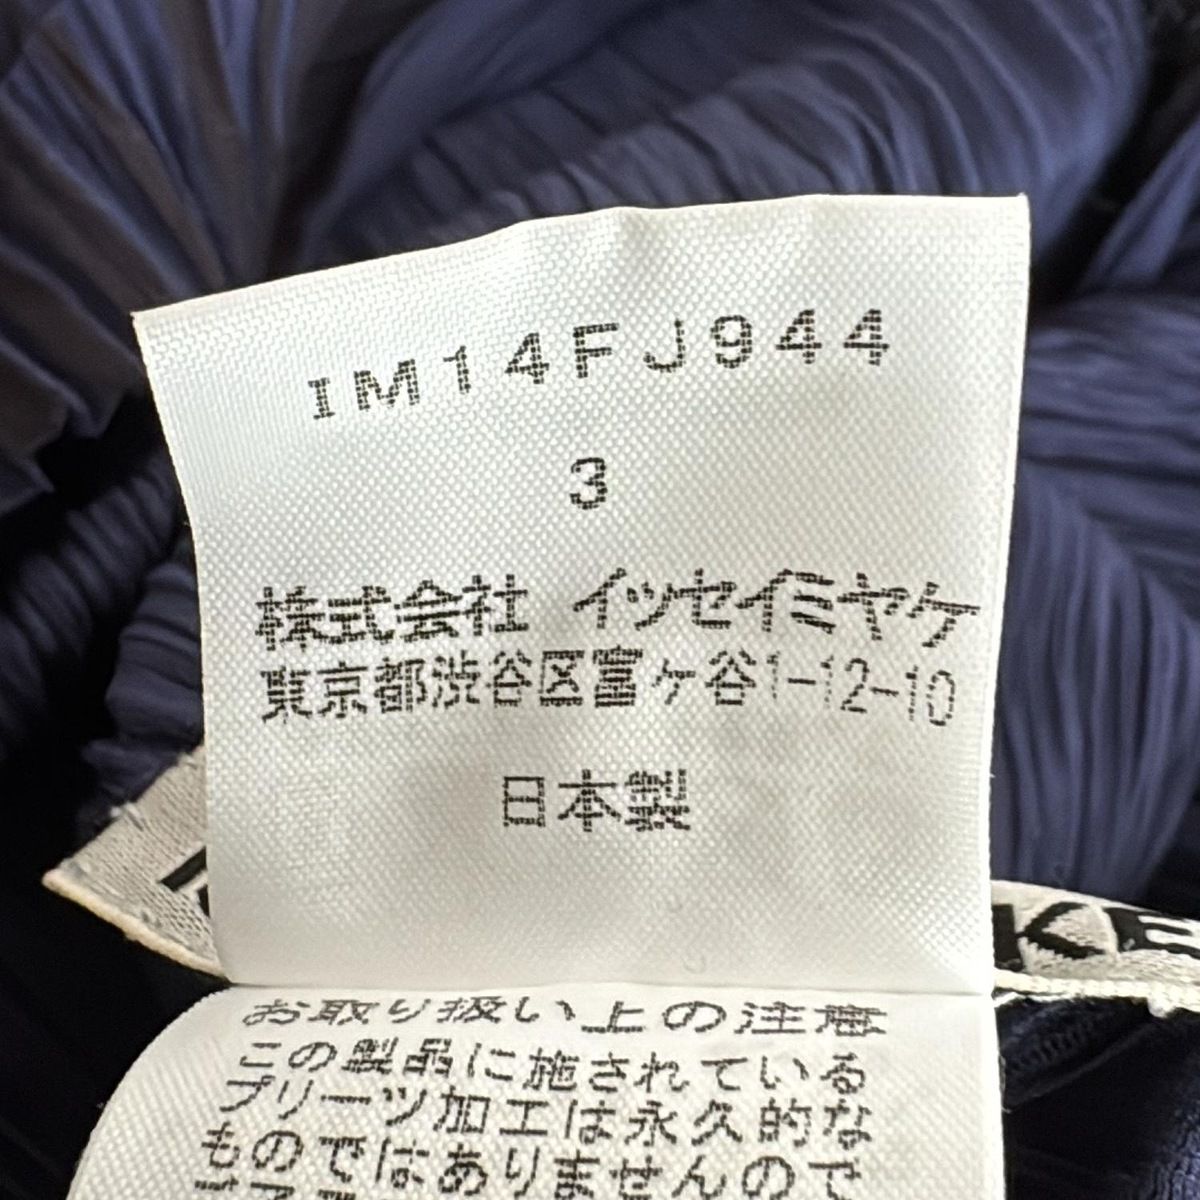 IM14FJ944
3
株式会社 イッセイミヤケ
東京都渋谷区富ヶ谷1-12-10
日本製
お取り扱い上の注意
この製品に施されている
プリーツ加工は永久的な
ものではありませんので